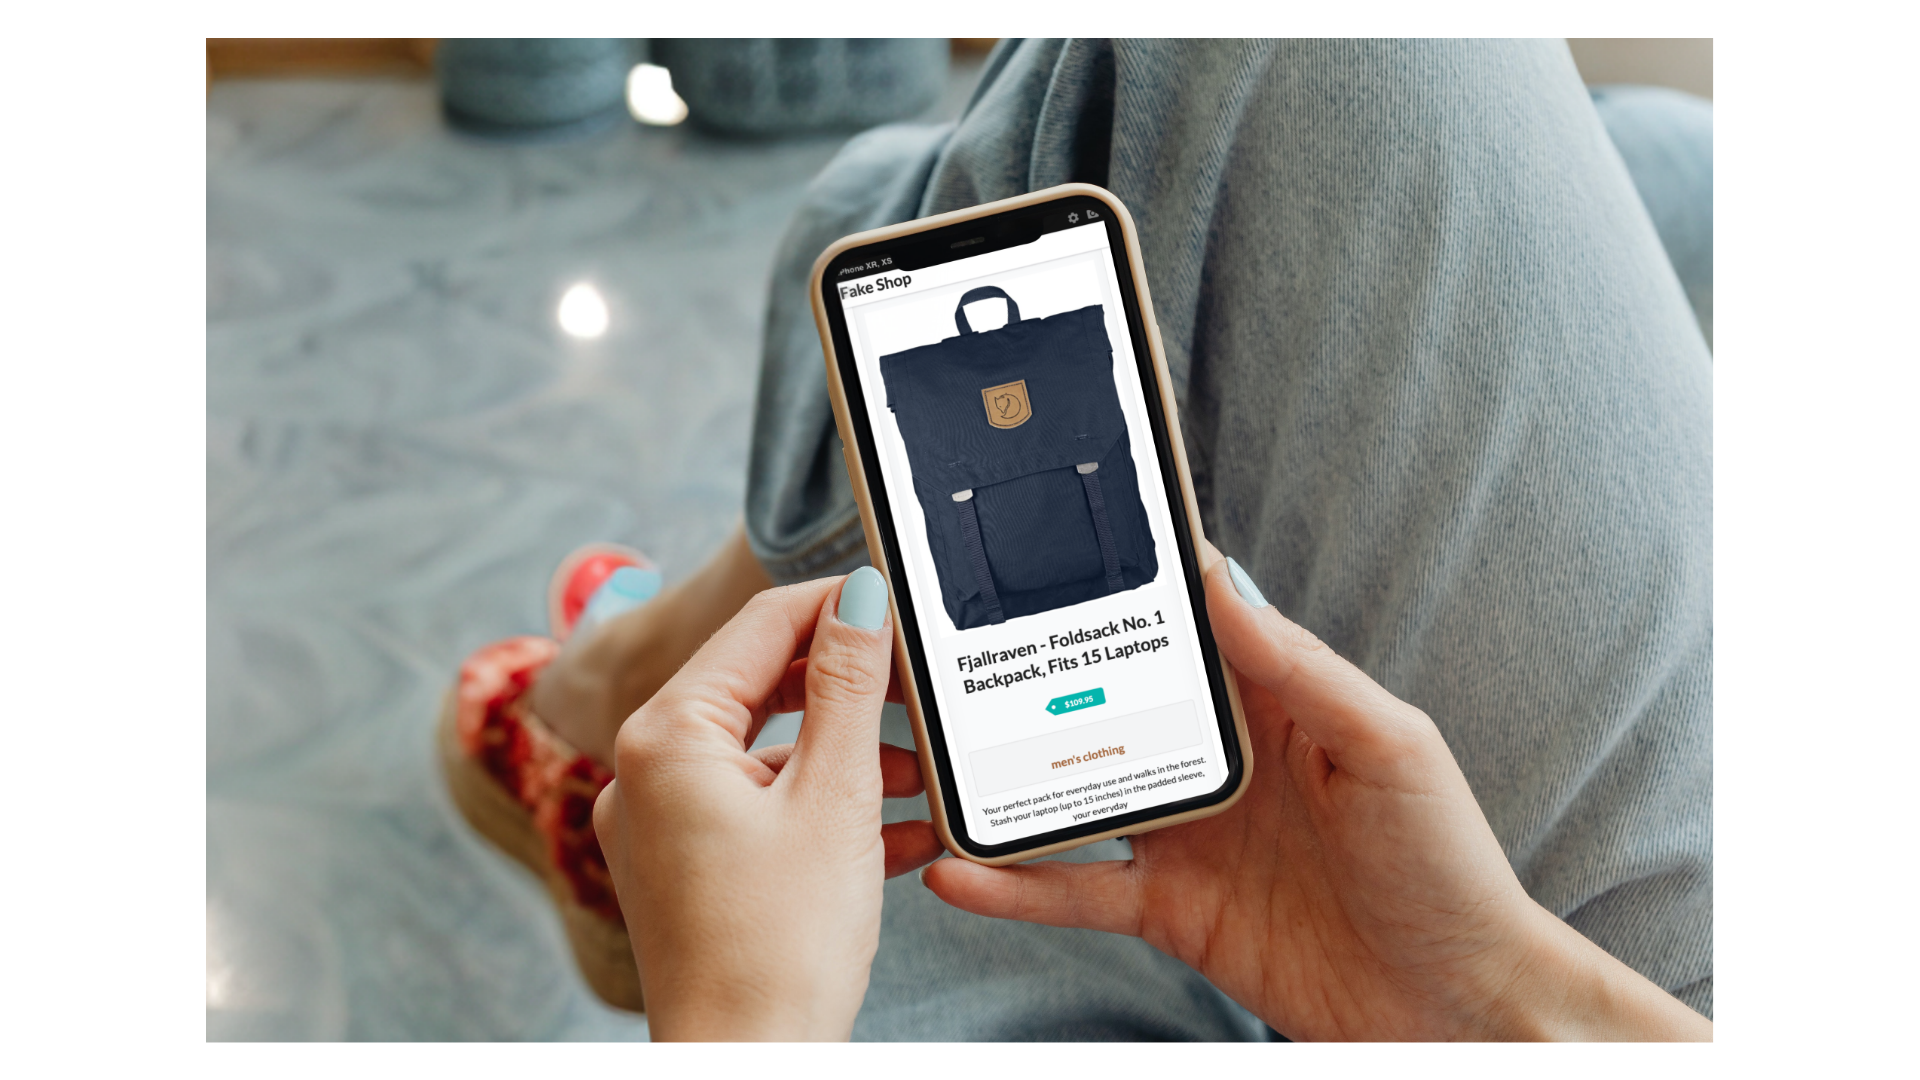 iPhone XR, XS
Fake Shop
Fjallraven - Foldsack No. 1
Backpack, Fits 15 Laptops
$109.95
men's clothing
Your perfect pack for everyday use and walks in the forest.
Stash your laptop (up to 15 inches) in the padded sleeve,
your everyday